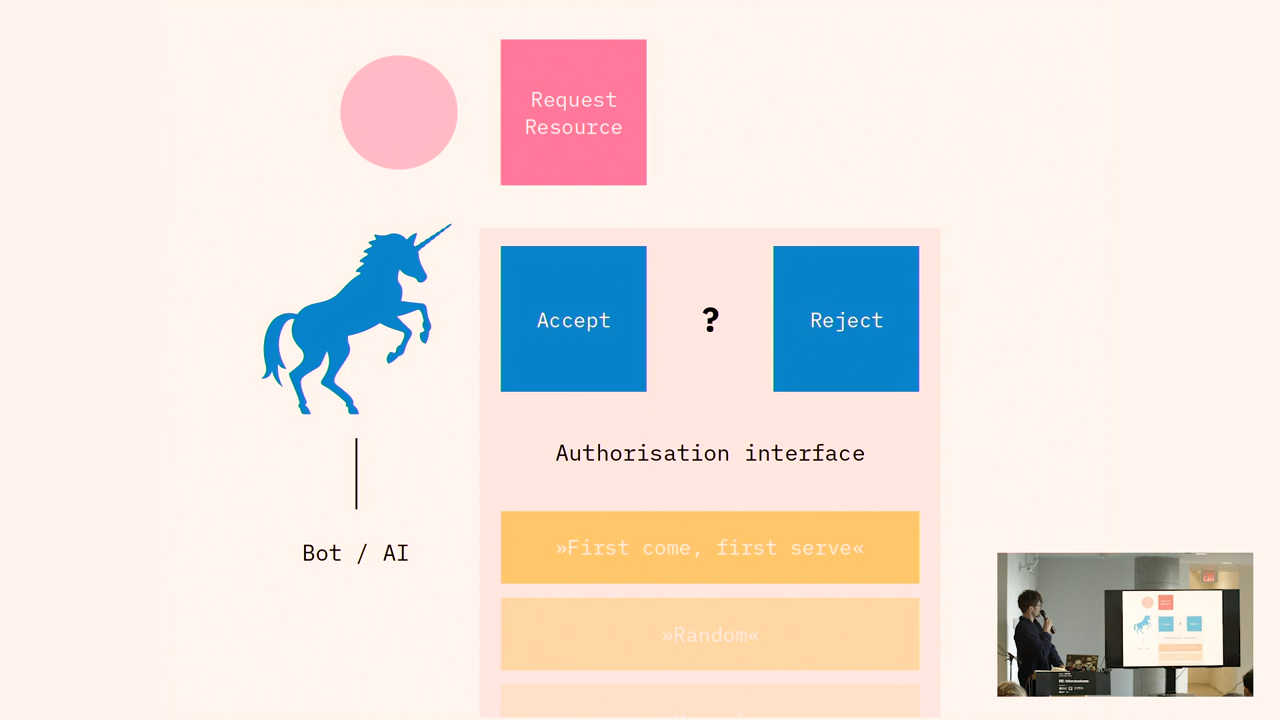 Request
Resource
Accept
?
Reject
Authorisation interface
»First come, first serve«
Bot / AI
»Random«